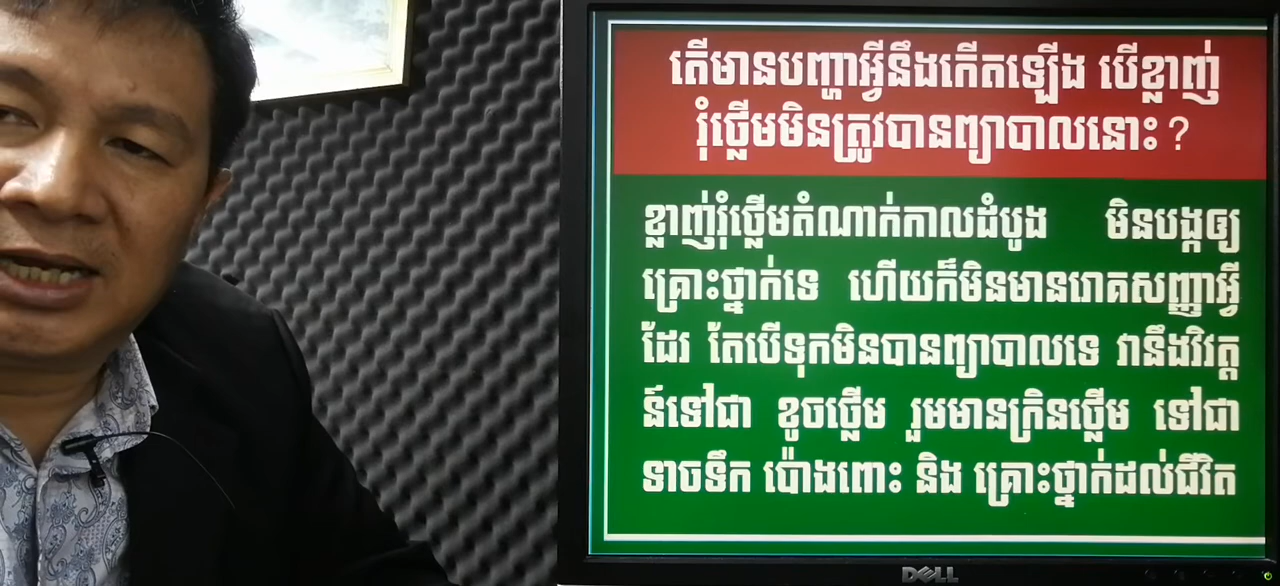 តើមានបញ្ហាអ្វីនឹងកើតឡើង បើខ្លាញ់
រុំថ្លើមមិនត្រូវបានព្យាបាលនោះ?
ខ្លាញ់រុំថ្លើមតំណាក់កាលដំបូង មិនបង្កឲ្យ
គ្រោះថ្នាក់ទេ ហើយក៏មិនមានរោគសញ្ញាអ្វី
ដែរ តែបើទុកមិនបានព្យាបាលទេ វានឹងវិវត្ត
ន៍ទៅជា ខូចថ្លើម រួមមានក្រិនថ្លើម ទៅជា
ទាចទឹក ប៉ោងពោះ និង គ្រោះថ្នាក់ដល់ជីវិត
DELL